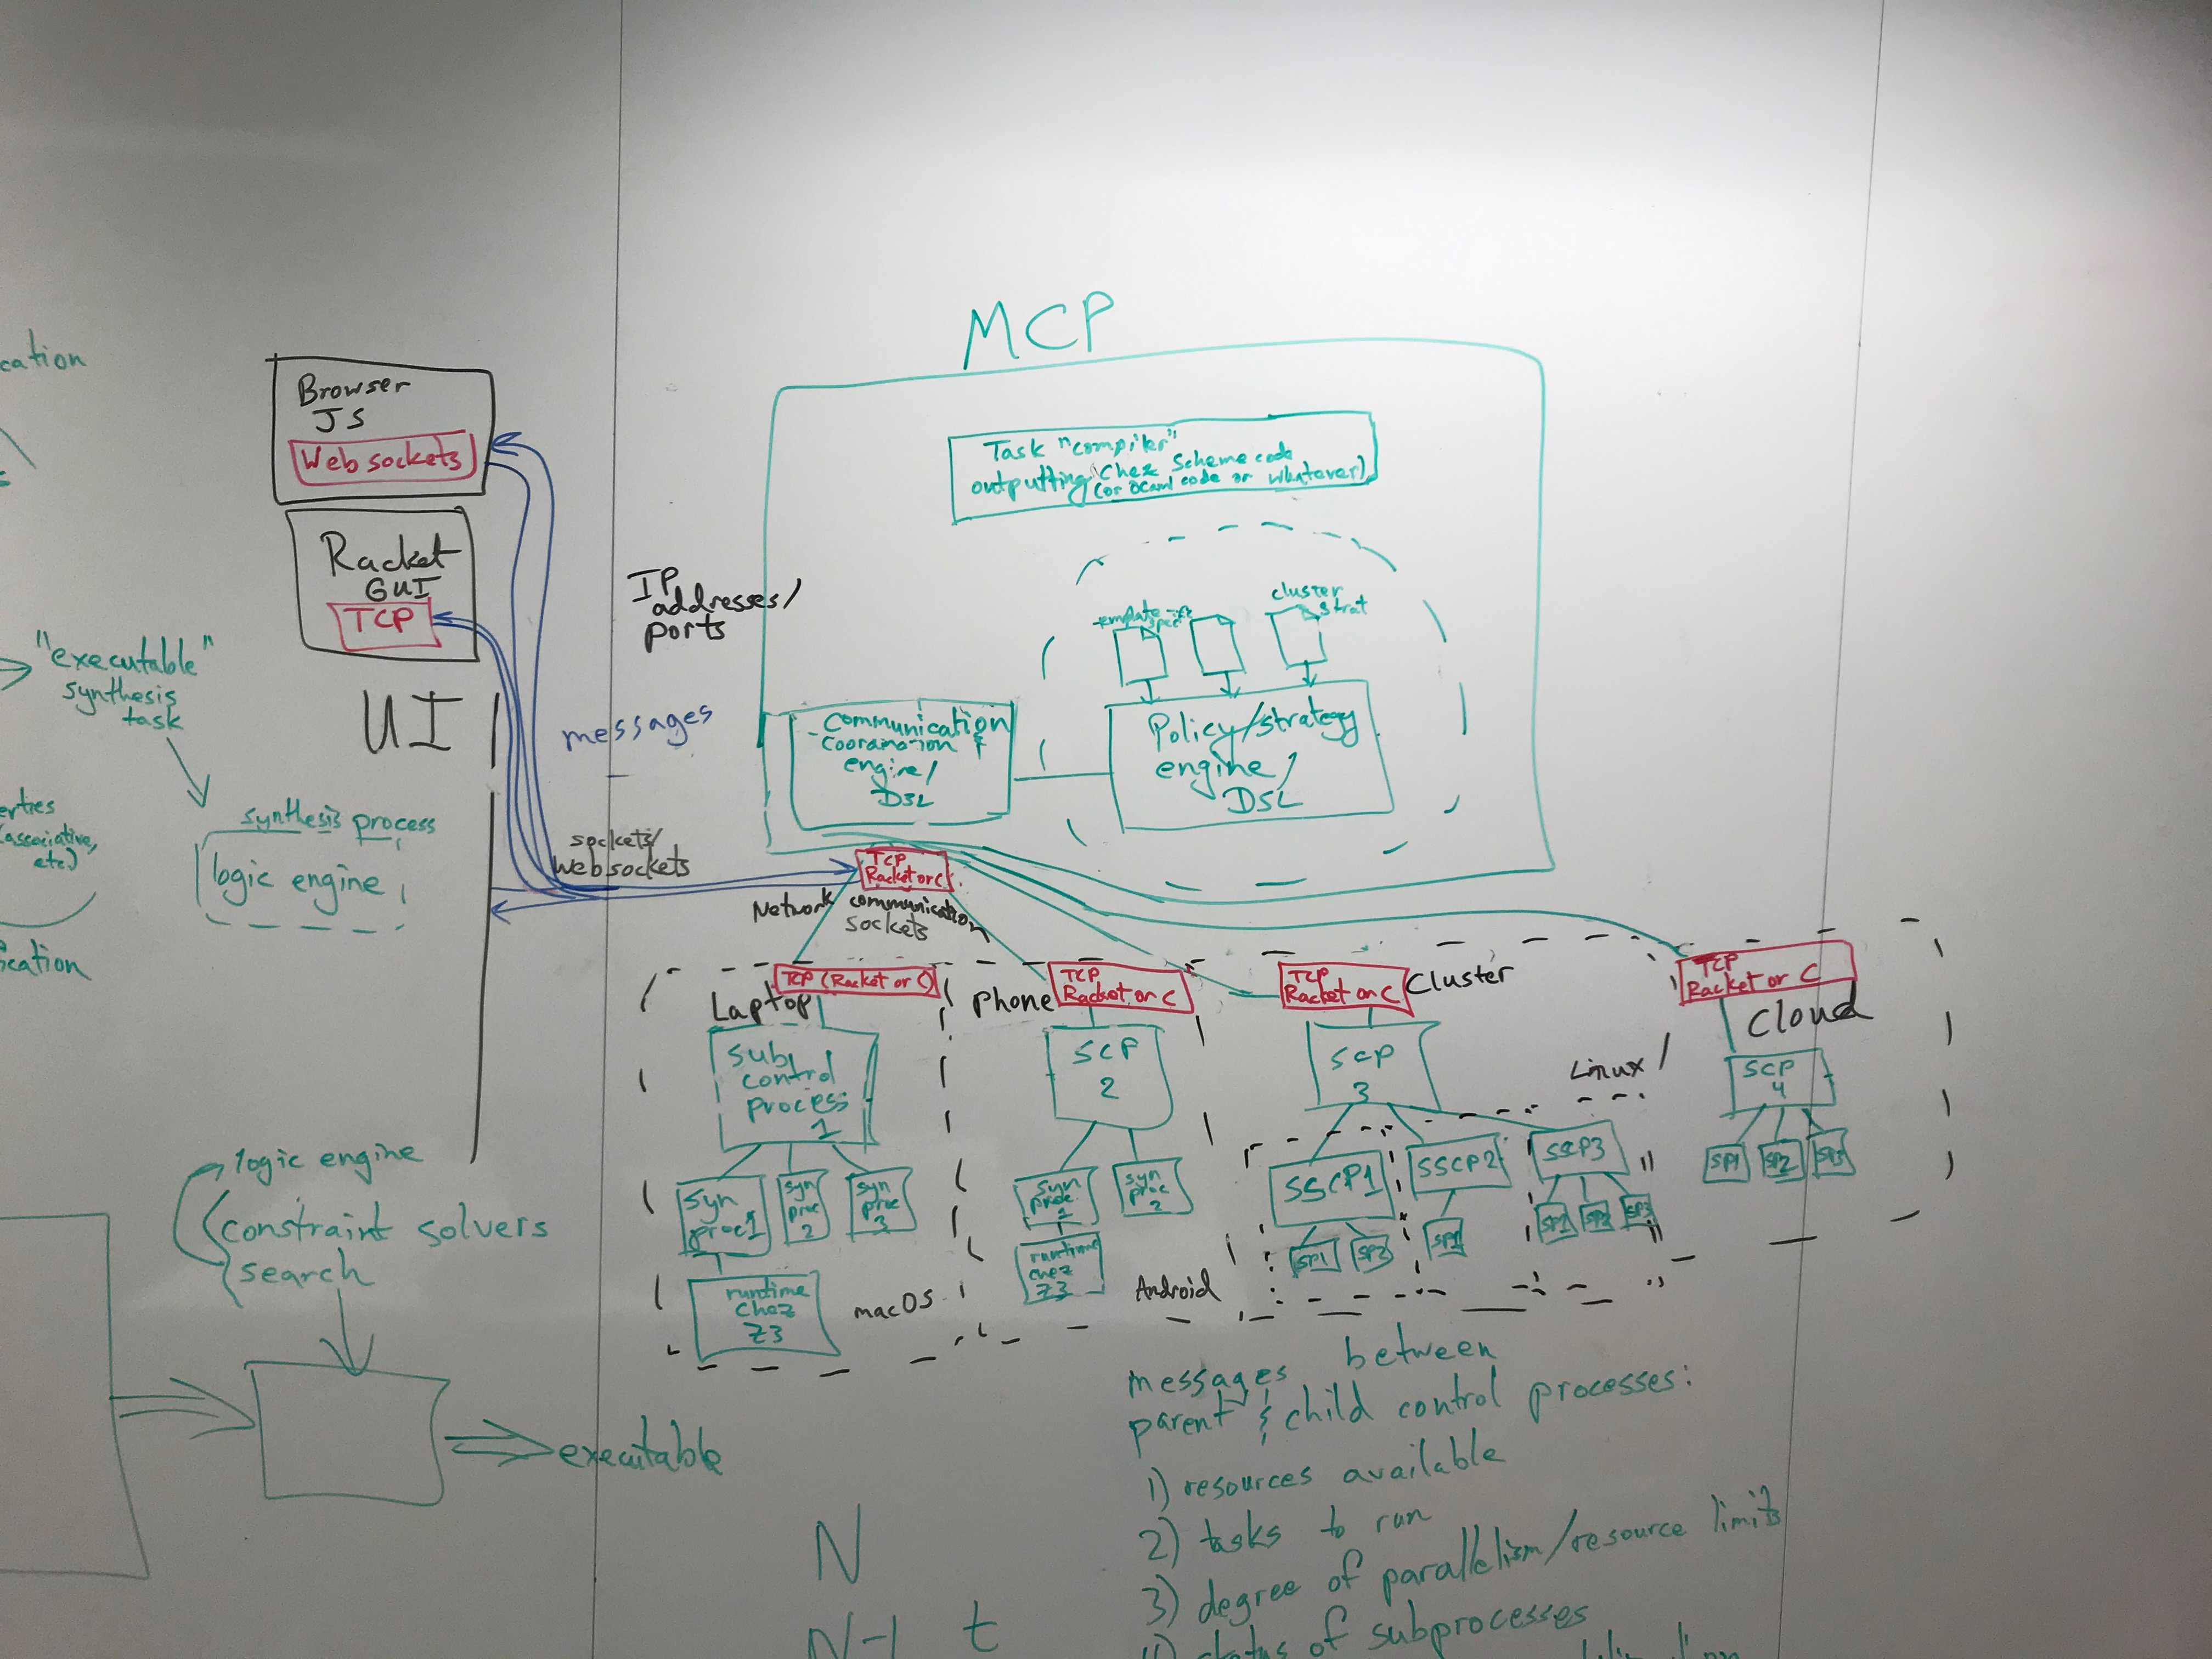 cation
Browser
JS
Web sockets
Racket
GUI
TCP
UI
"executable"
synthesis
task
erties
(associative,
etc.)
synthesis process
logic engine
ication
logic engine
constraint solvers
search
executable
IP
addresses/
ports
messages
sockets/
websockets
MCP
Task "compiler"
outputting Chez Scheme code
(or OCaml code or whatever)
template
spec
cluster
strat
communication
coordination &
engine/
DSL
Policy/strategy
engine/
DSL
TCP
Racket or C
Network communication
sockets
TCP (Racket or C)
Laptop
sub
control
process
1
syn
proc1
syn
proc
2
syn
proc
3
runtime
Chez
Z3
macOS
Phone
TCP
Racket or C
SCP
2
syn
proc
1
syn
proc
2
runtime
chez
Z3
Android
TCP
Racket or C
Cluster
SCP
3
Linux
SSCP1
SSCP2
SSCP3
SP1
SP2
SP1
SP1
SP2
SP3
TCP
Racket or C
Cloud
SCP
4
SP1
SP2
SP3
messages between
parent & child control processes:
1) resources available
2) tasks to run
3) degree of parallelism/resource limits
4) status of subprocesses
N
N-1 t